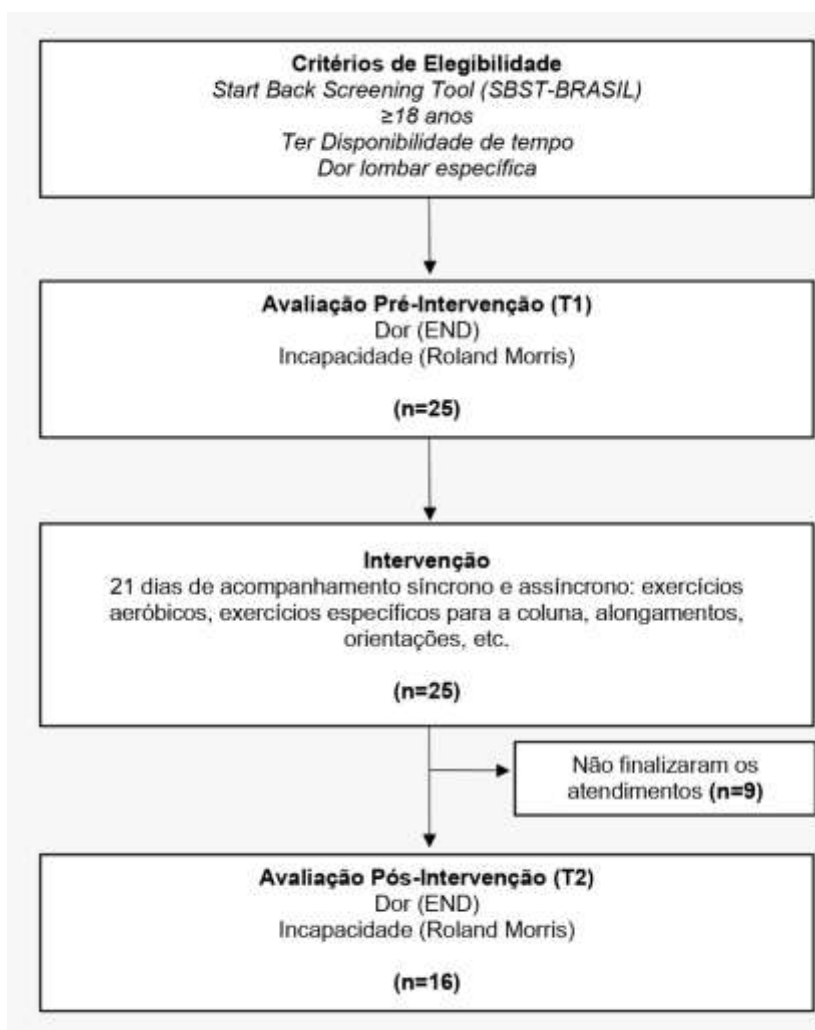 Critérios de Elegibilidade
Start Back Screening Tool (SBST-BRASIL)
≥18 anos
Ter Disponibilidade de tempo
Dor lombar específica
Avaliação Pré-Intervenção (T1)
Dor (END)
Incapacidade (Roland Morris)
(n=25)
Intervenção
21 dias de acompanhamento síncrono e assíncrono: exercícios
aeróbicos, exercícios específicos para a coluna, alongamentos,
orientações, etc.
(n=25)
Não finalizaram os
atendimentos (n=9)
Avaliação Pós-Intervenção (T2)
Dor (END)
Incapacidade (Roland Morris)
(n=16)